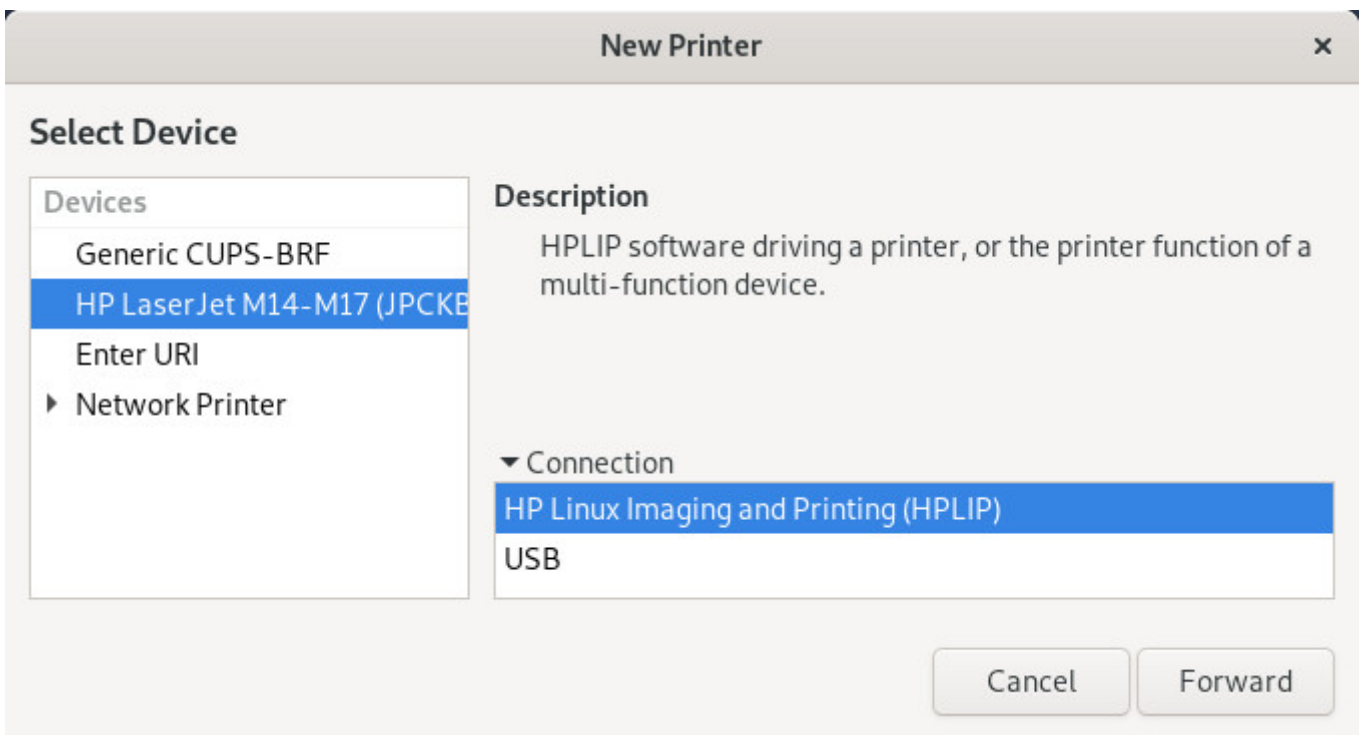 New Printer
×
Select Device
Devices
Generic CUPS-BRF
HP LaserJet M14-M17 (JPCKB
Enter URI
Network Printer
Description
HPLIP software driving a printer, or the printer function of a
multi-function device.
Connection
HP Linux Imaging and Printing (HPLIP)
USB
Cancel
Forward